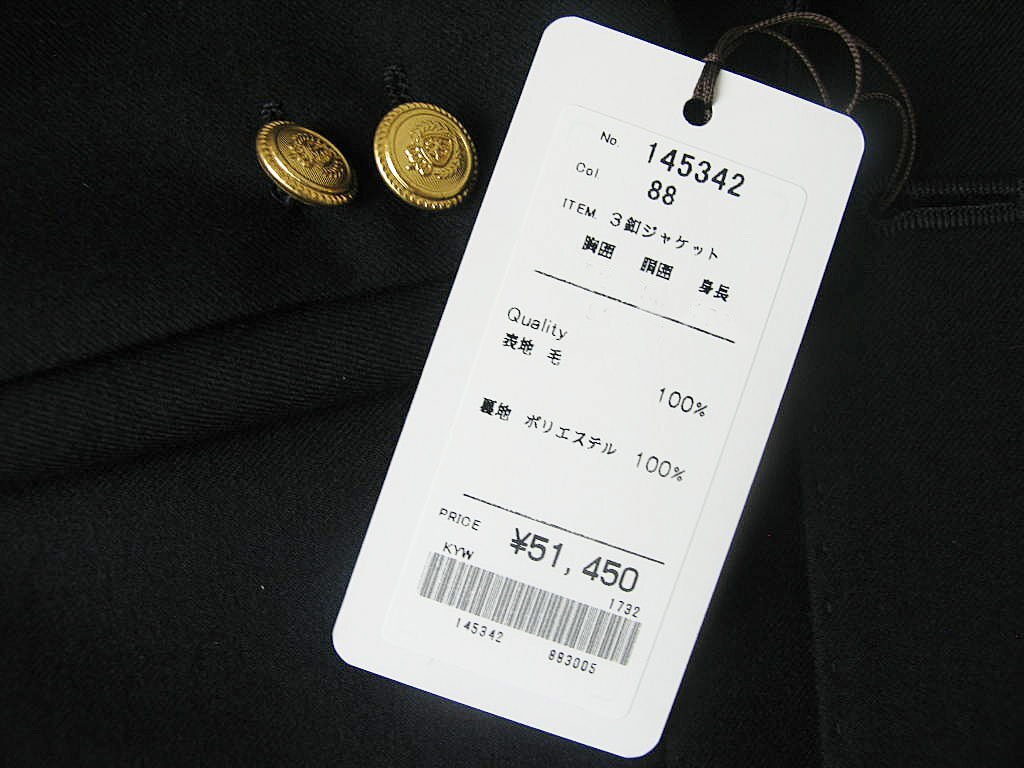 No. 145342
Col 88
ITEM. 3釦ジャケット
胸囲 胴囲 身長
Quality
表地 毛
100%
裏地 ポリエステル 100%
PRICE ¥51,450
KYW 1732
145342 883005